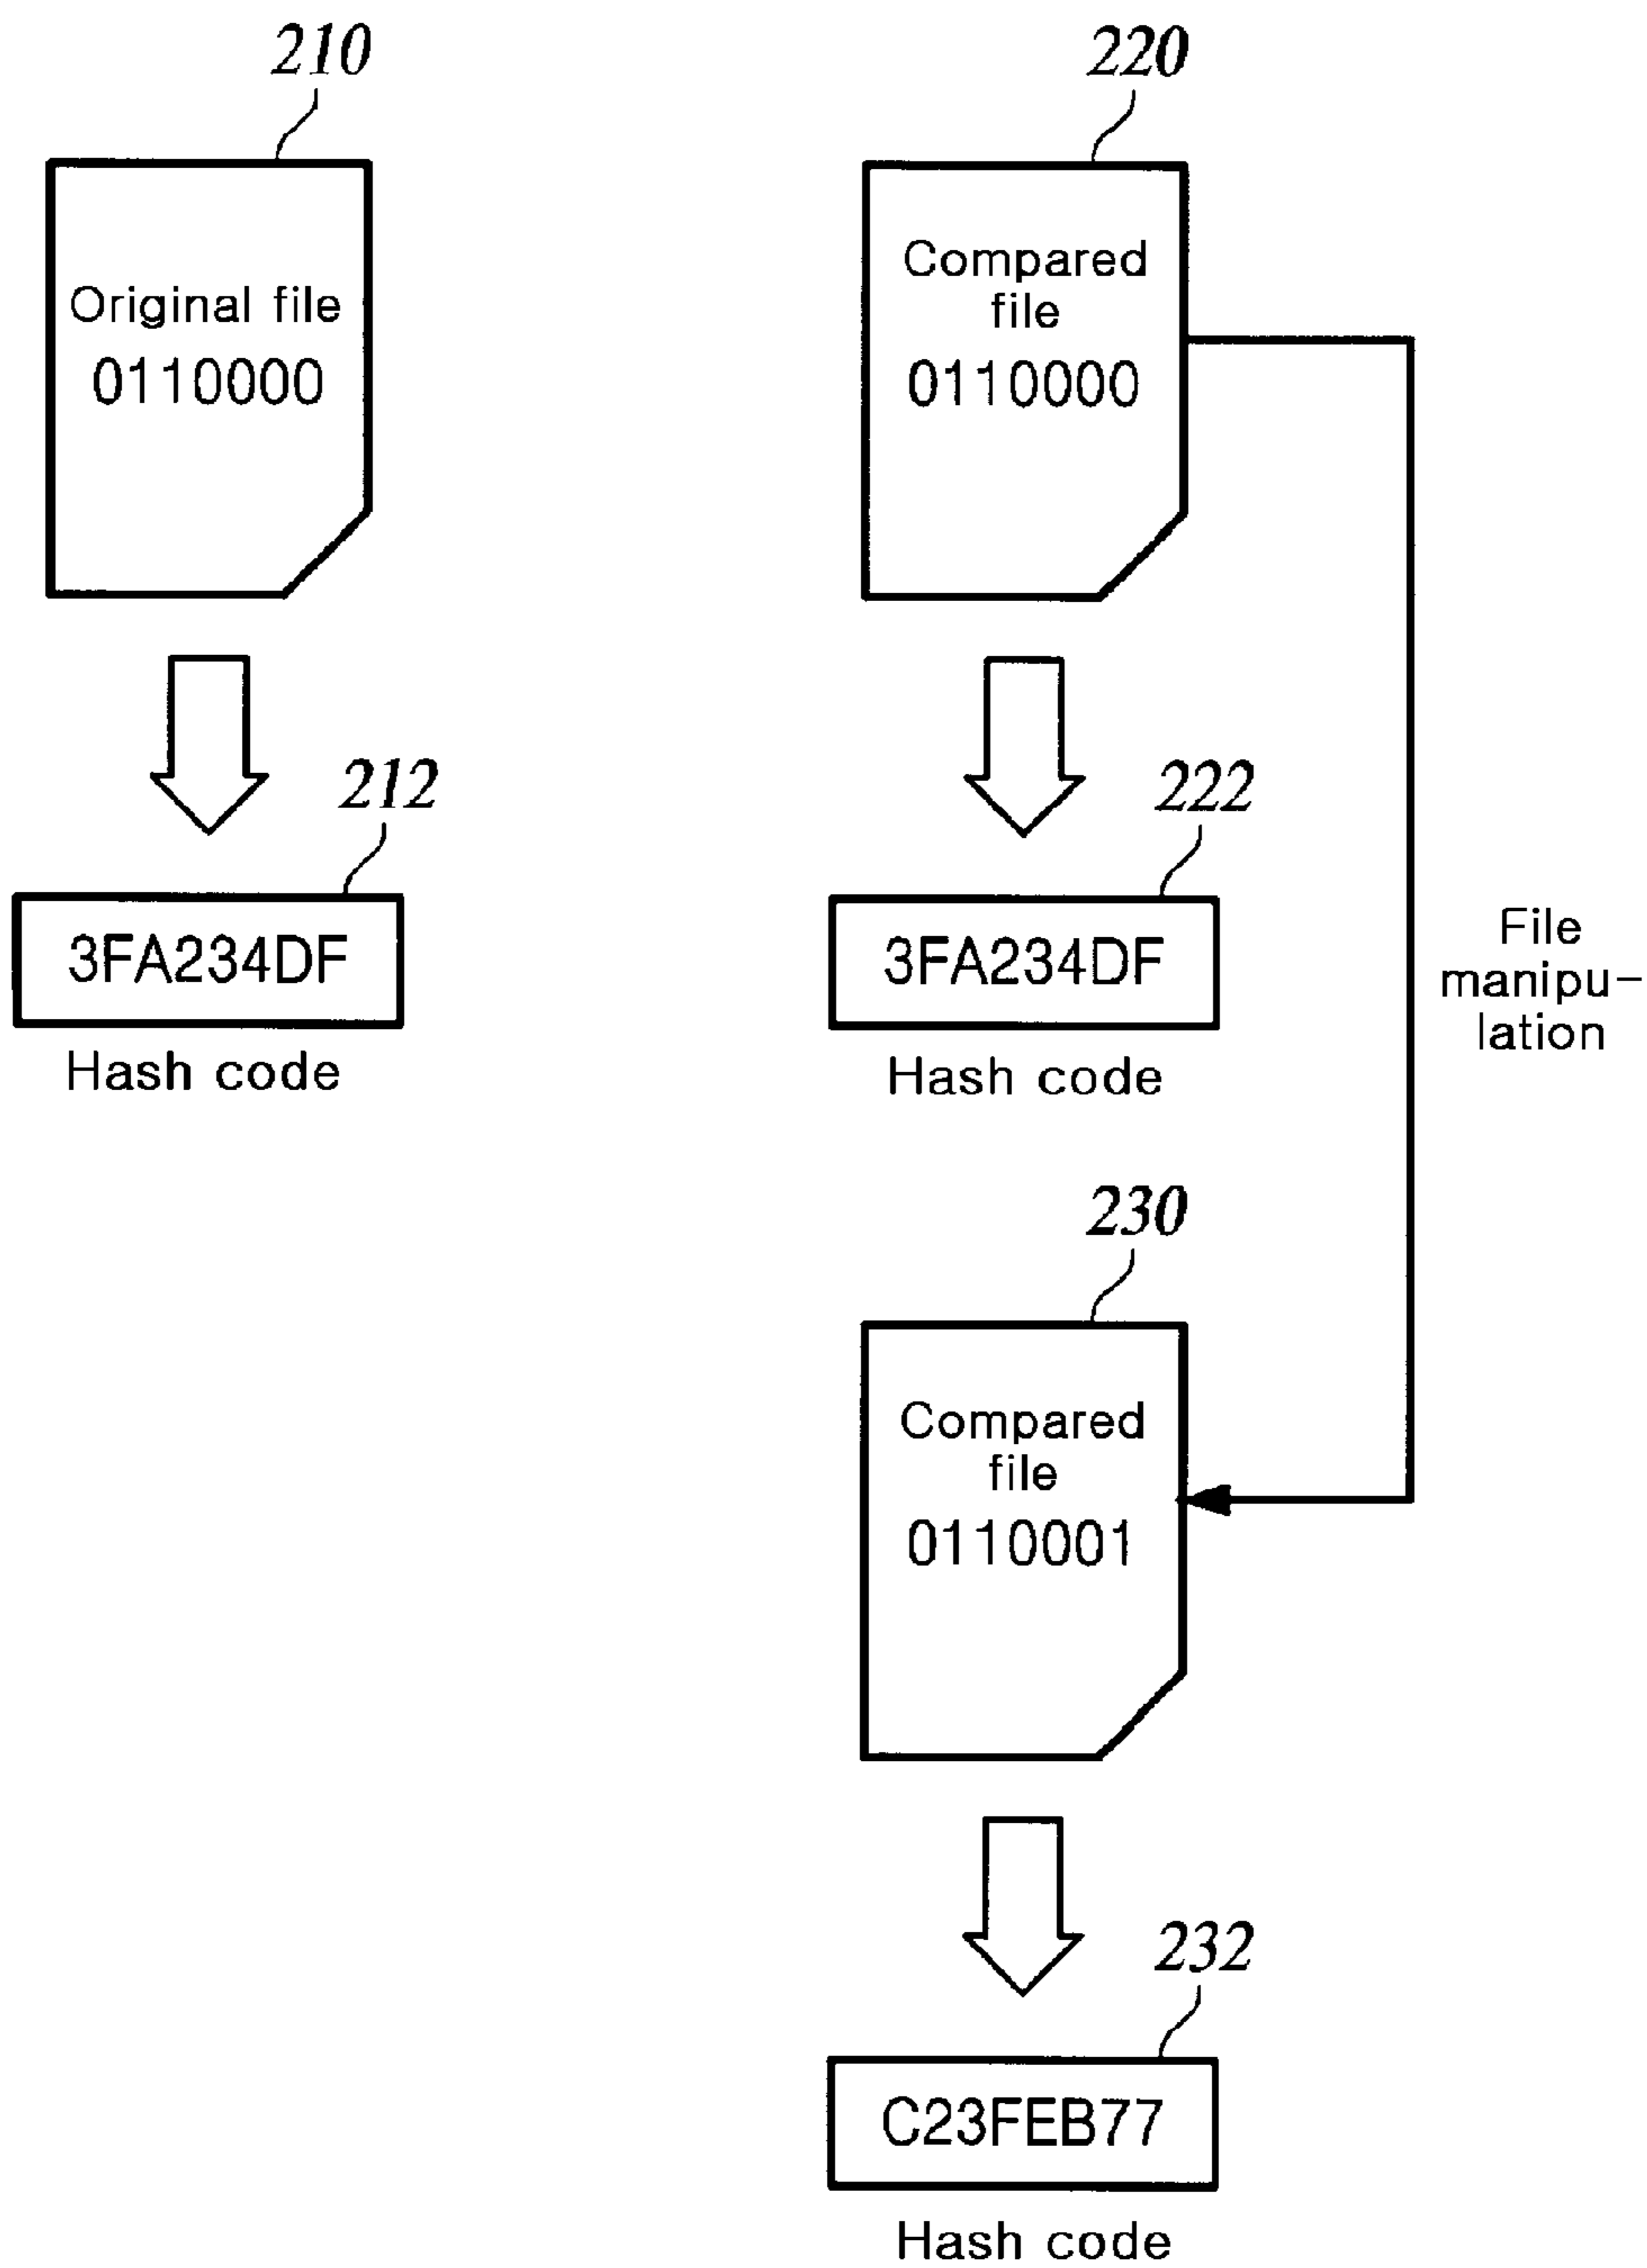 210
Original file
0110000
212
3FA234DF
Hash code
220
Compared
file
0110000
222
3FA234DF
Hash code
File
manipu-
lation
230
Compared
file
0110001
232
C23FEB77
Hash code